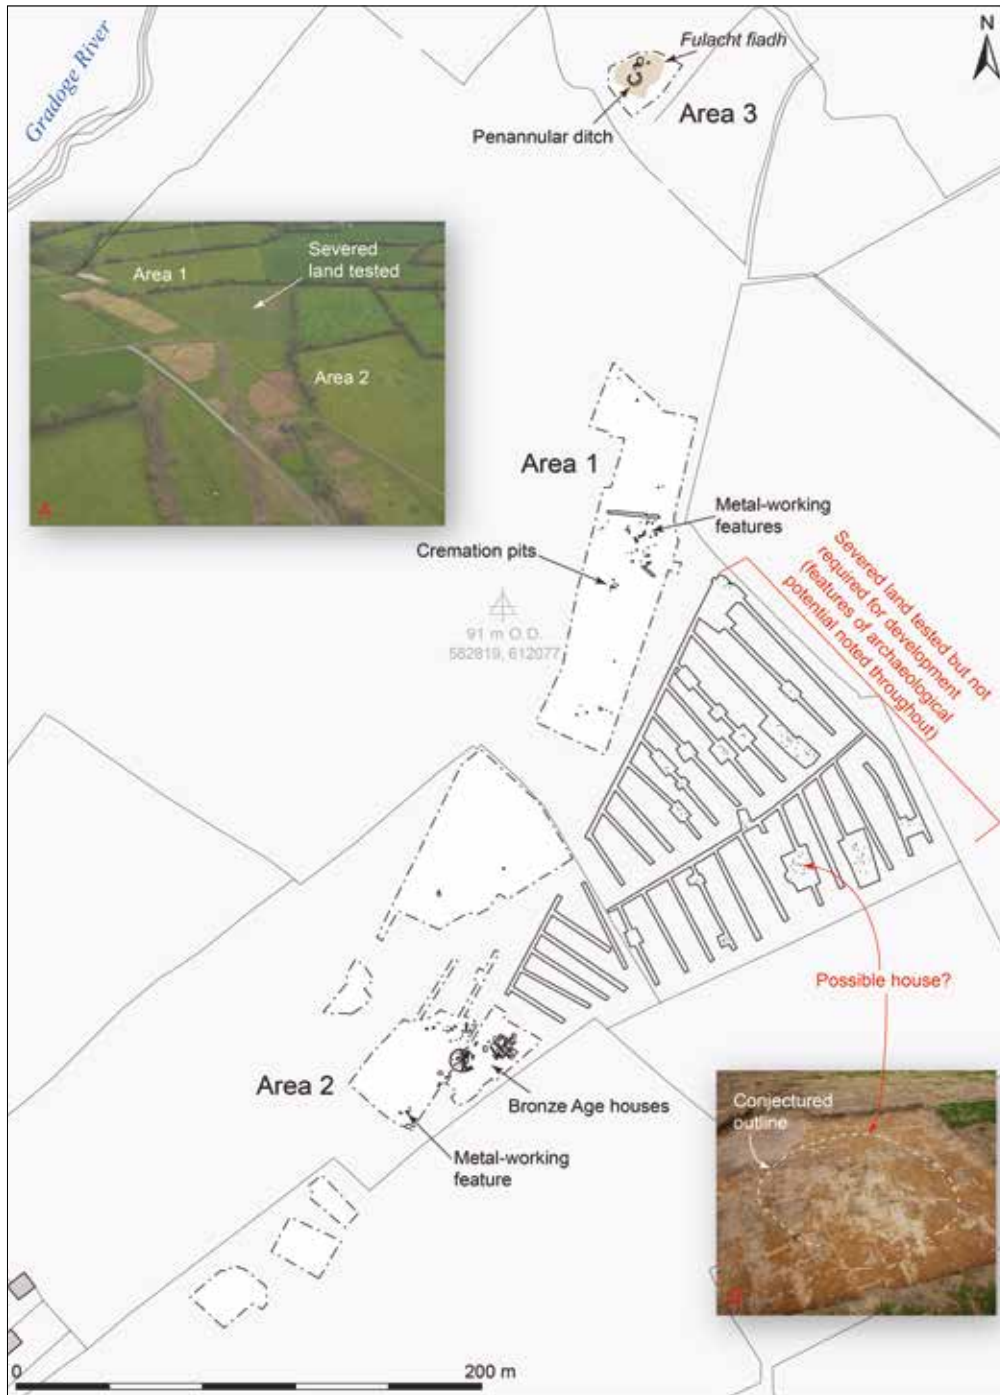 Gradoge River
N
Fulacht fiadh
Area 3
Penannular ditch
Severed
land tested
Area 1
Area 2
A
Area 1
Metal-working
features
Cremation pits
91 m O.D.
582819, 612077
Severed land tested but not
required for development
(features of archaeological
potential noted throughout)
Possible house?
Area 2
Bronze Age houses
Metal-working
feature
Conjectured
outline
0
200 m